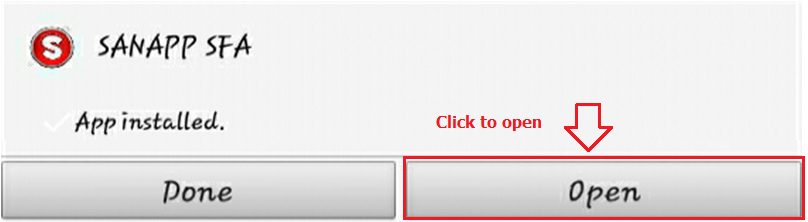 S SANAPP SFA
App installed.
Click to open
Done
Open